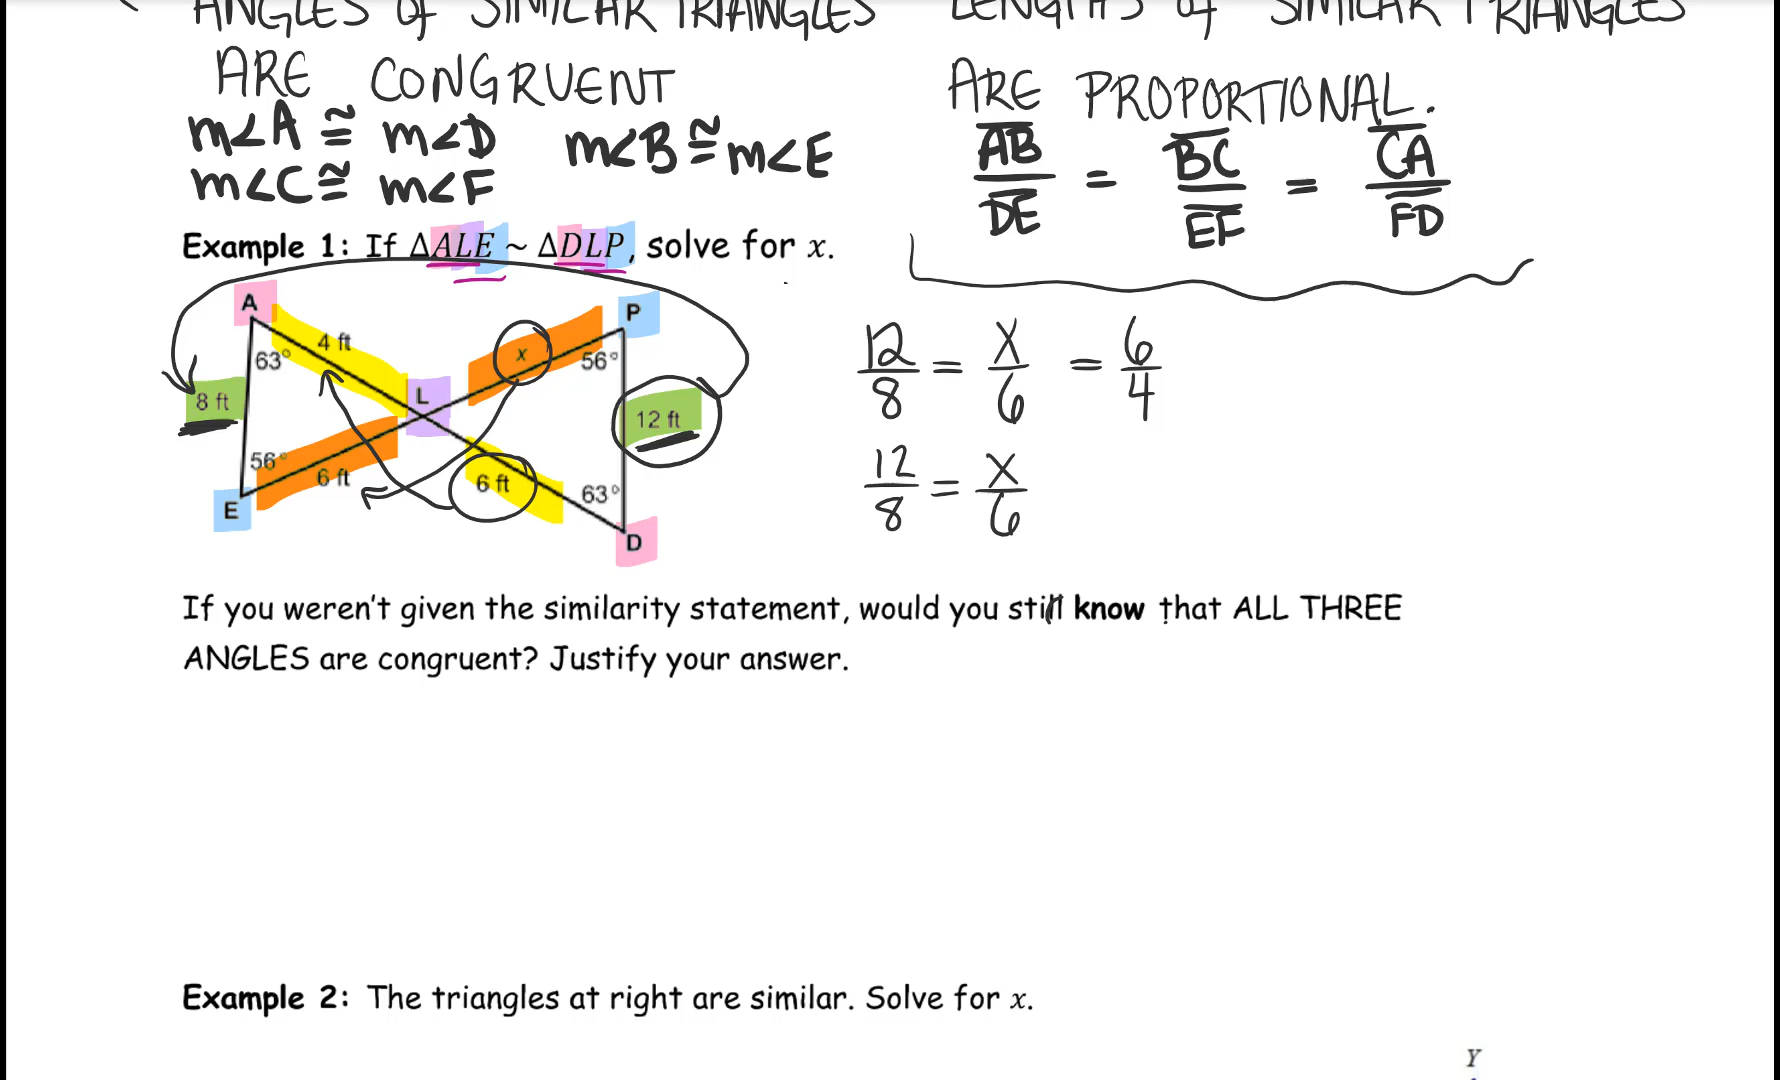 ANGLES of SIMILAR TRIANGLES
ARE CONGRUENT
m∠A ≅ m∠D m∠B ≅ m∠E
m∠C ≅ m∠F
LENGTHS of SIMILAR TRIANGLES
ARE PROPORTIONAL.
AB/DE = BC/EF = CA/FD
Example 1: If ΔALE ~ ΔDLP, solve for x.
A
P
4 ft
x
63°
56°
8 ft
L
12 ft
56°
6 ft
6 ft
63°
E
D
12/8 = x/6 = 6/4
12/8 = x/6
If you weren't given the similarity statement, would you still know that ALL THREE
ANGLES are congruent? Justify your answer.
Example 2: The triangles at right are similar. Solve for x.
Y